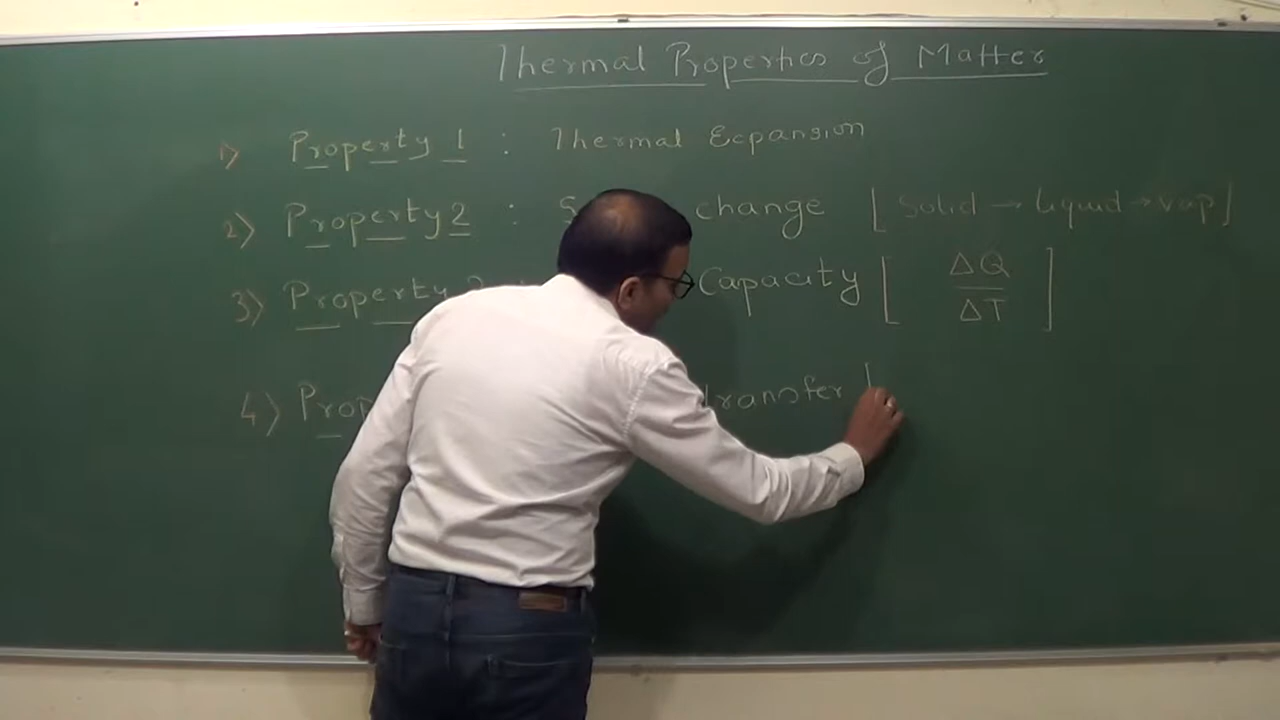 Thermal Properties of Matter
1) Property 1 : Thermal Expansion
2) Property 2 : change [ Solid → Liquid → vap ]
3) Property Capacity [ ΔQ / ΔT ]
4) transfer